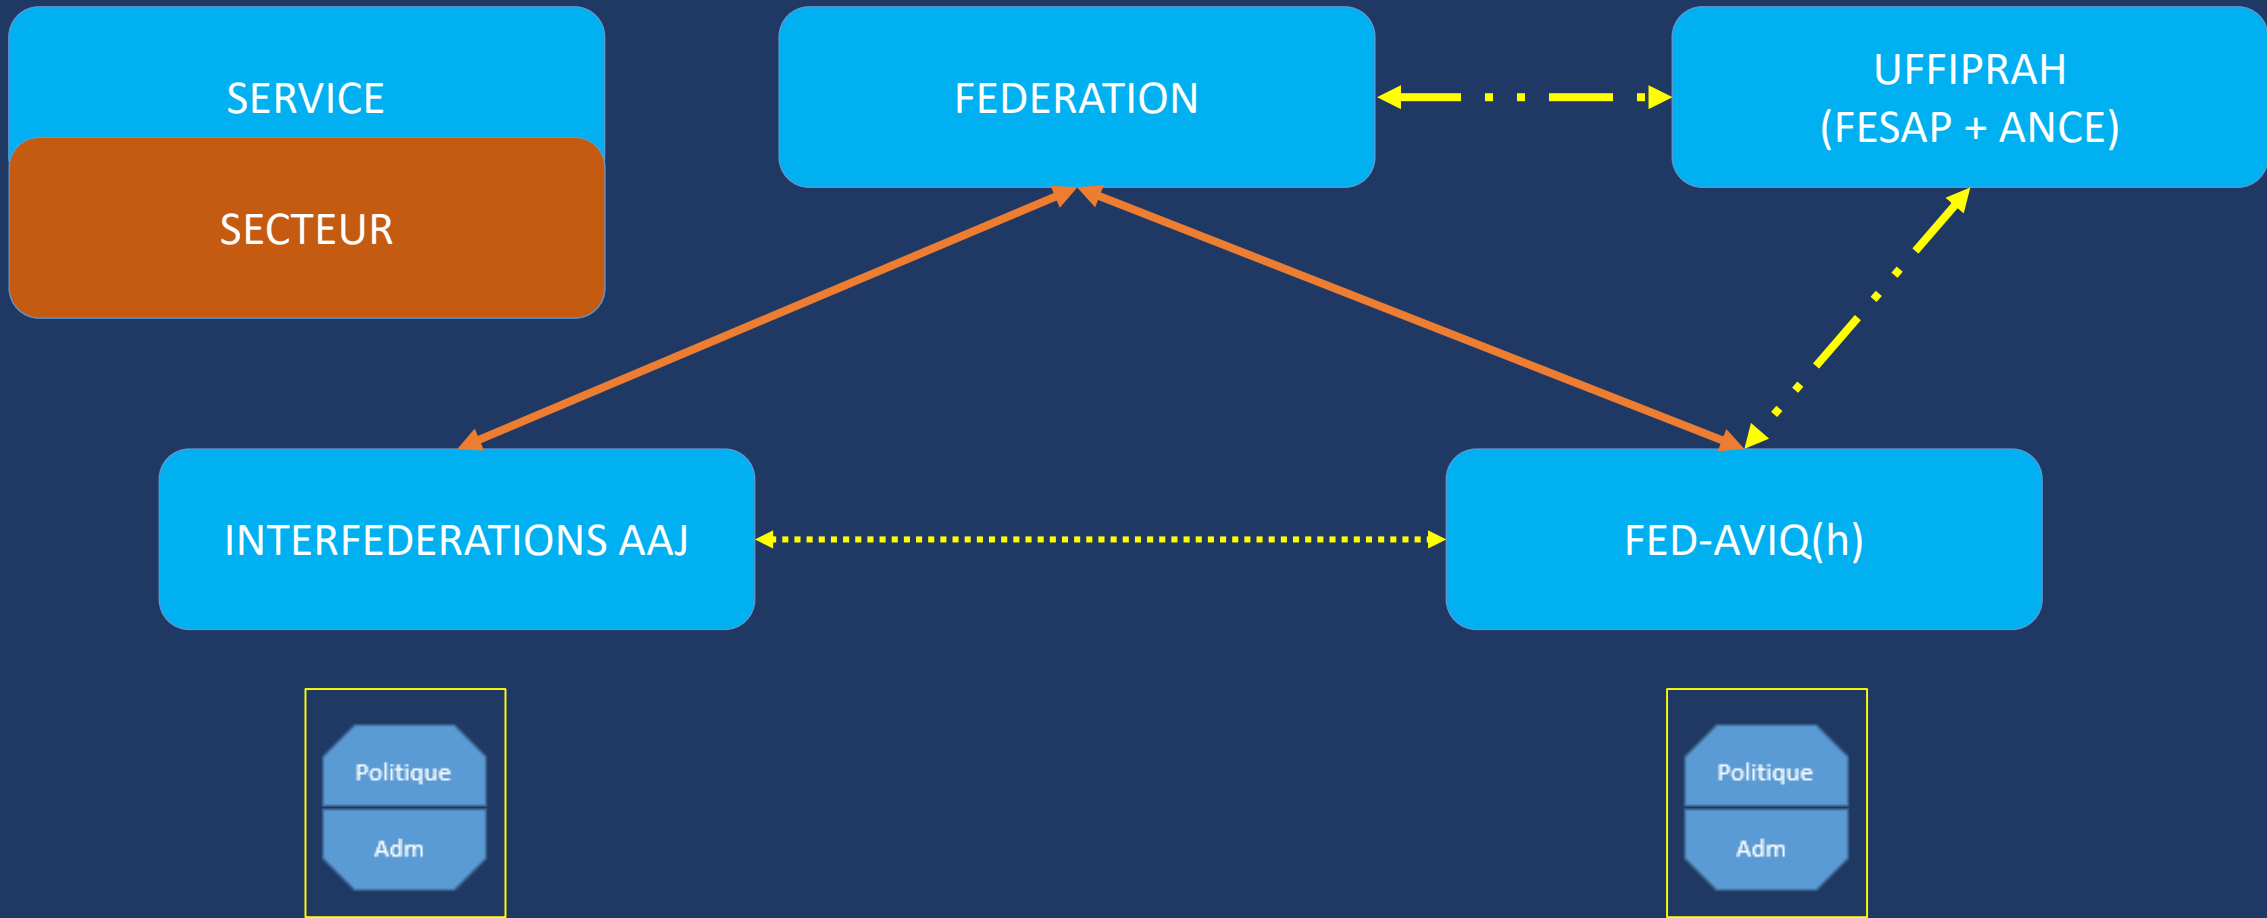 SERVICE
SECTEUR
FEDERATION
UFFIPRAH
(FESAP + ANCE)
INTERFEDERATIONS AAJ
FED-AVIQ(h)
Politique
Adm
Politique
Adm